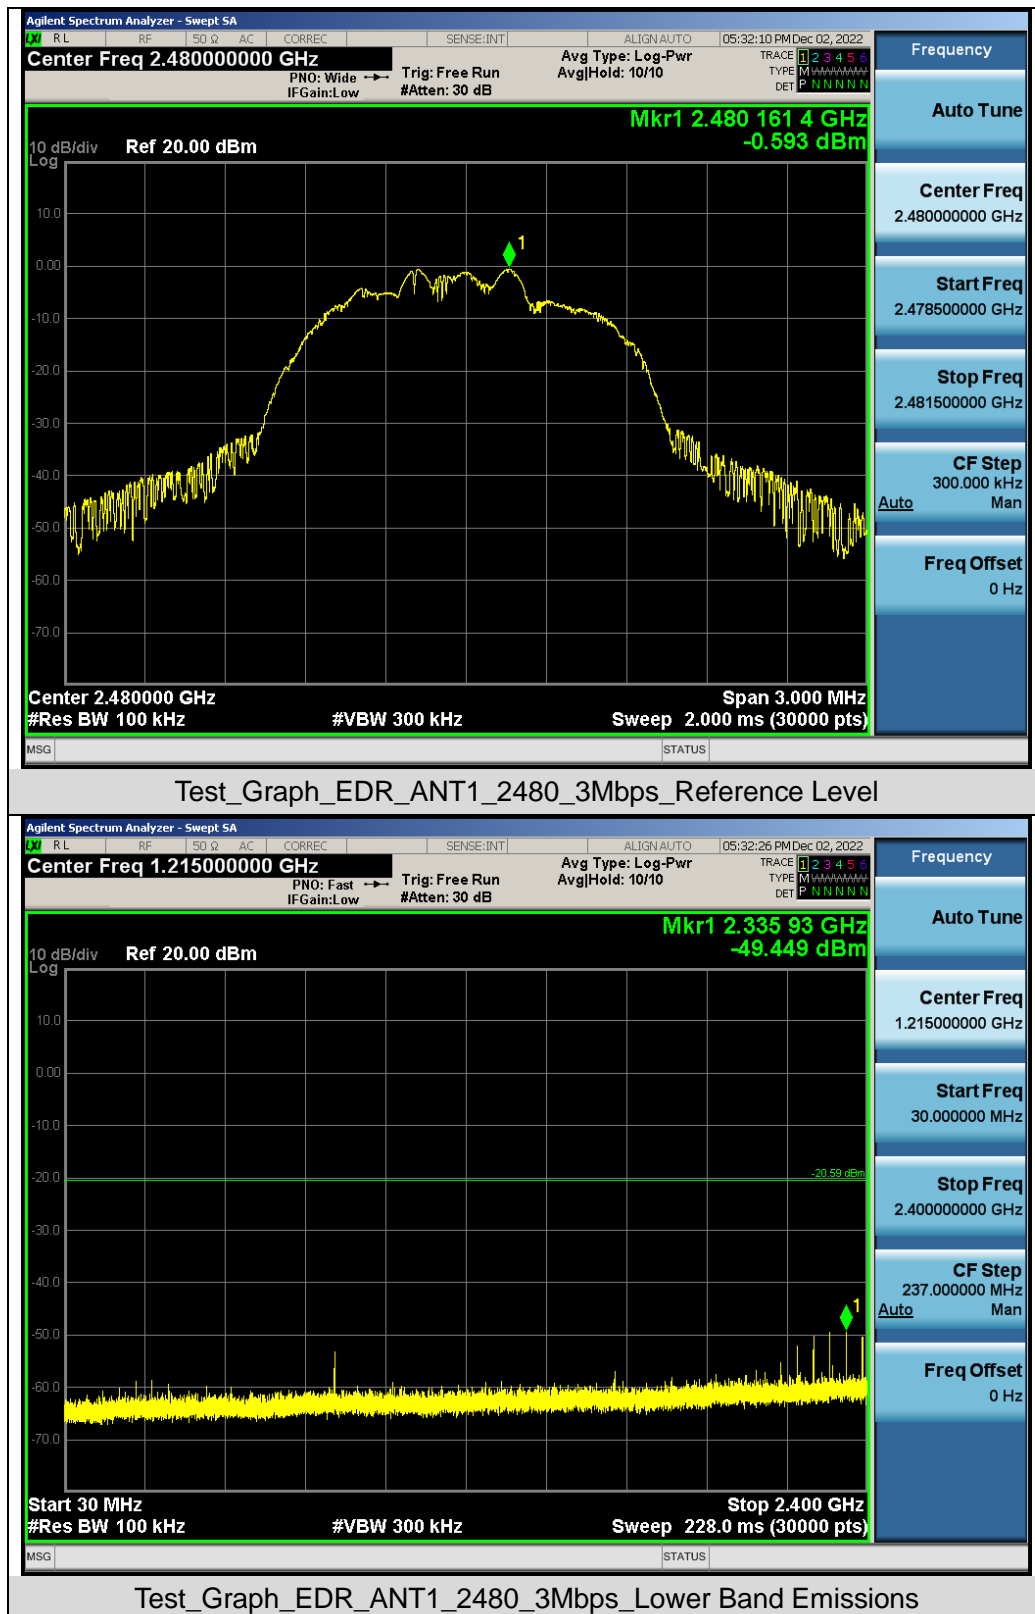 Agilent Spectrum Analyzer - Swept SA
LXI RL RF 50 Ω AC CORREC SENSE:INT ALIGN AUTO 05:32:10 PM Dec 02, 2022
Center Freq 2.480000000 GHz
PNO: Wide
IFGain:Low
Trig: Free Run
#Atten: 30 dB
Avg Type: Log-Pwr
Avg|Hold: 10/10
TRACE 1 2 3 4 5 6
TYPE M
DET P N N N N N
Mkr1 2.480 161 4 GHz
-0.593 dBm
10 dB/div Ref 20.00 dBm
Log
10.0
0.00
1
-10.0
-20.0
-30.0
-40.0
-50.0
-60.0
-70.0
Center 2.480000 GHz Span 3.000 MHz
#Res BW 100 kHz #VBW 300 kHz Sweep 2.000 ms (30000 pts)
MSG STATUS
Frequency
Auto Tune
Center Freq
2.480000000 GHz
Start Freq
2.478500000 GHz
Stop Freq
2.481500000 GHz
CF Step
300.000 kHz
Auto Man
Freq Offset
0 Hz
Test_Graph_EDR_ANT1_2480_3Mbps_Reference Level
Agilent Spectrum Analyzer - Swept SA
LXI RL RF 50 Ω AC CORREC SENSE:INT ALIGN AUTO 05:32:26 PM Dec 02, 2022
Center Freq 1.215000000 GHz
PNO: Fast
IFGain:Low
Trig: Free Run
#Atten: 30 dB
Avg Type: Log-Pwr
Avg|Hold: 10/10
TRACE 1 2 3 4 5 6
TYPE M
DET P N N N N N
Mkr1 2.335 93 GHz
-49.449 dBm
10 dB/div Ref 20.00 dBm
Log
10.0
0.00
-10.0
-20.59 dBm
-20.0
-30.0
-40.0
1
-50.0
-60.0
-70.0
Start 30 MHz Stop 2.400 GHz
#Res BW 100 kHz #VBW 300 kHz Sweep 228.0 ms (30000 pts)
MSG STATUS
Frequency
Auto Tune
Center Freq
1.215000000 GHz
Start Freq
30.000000 MHz
Stop Freq
2.400000000 GHz
CF Step
237.000000 MHz
Auto Man
Freq Offset
0 Hz
Test_Graph_EDR_ANT1_2480_3Mbps_Lower Band Emissions